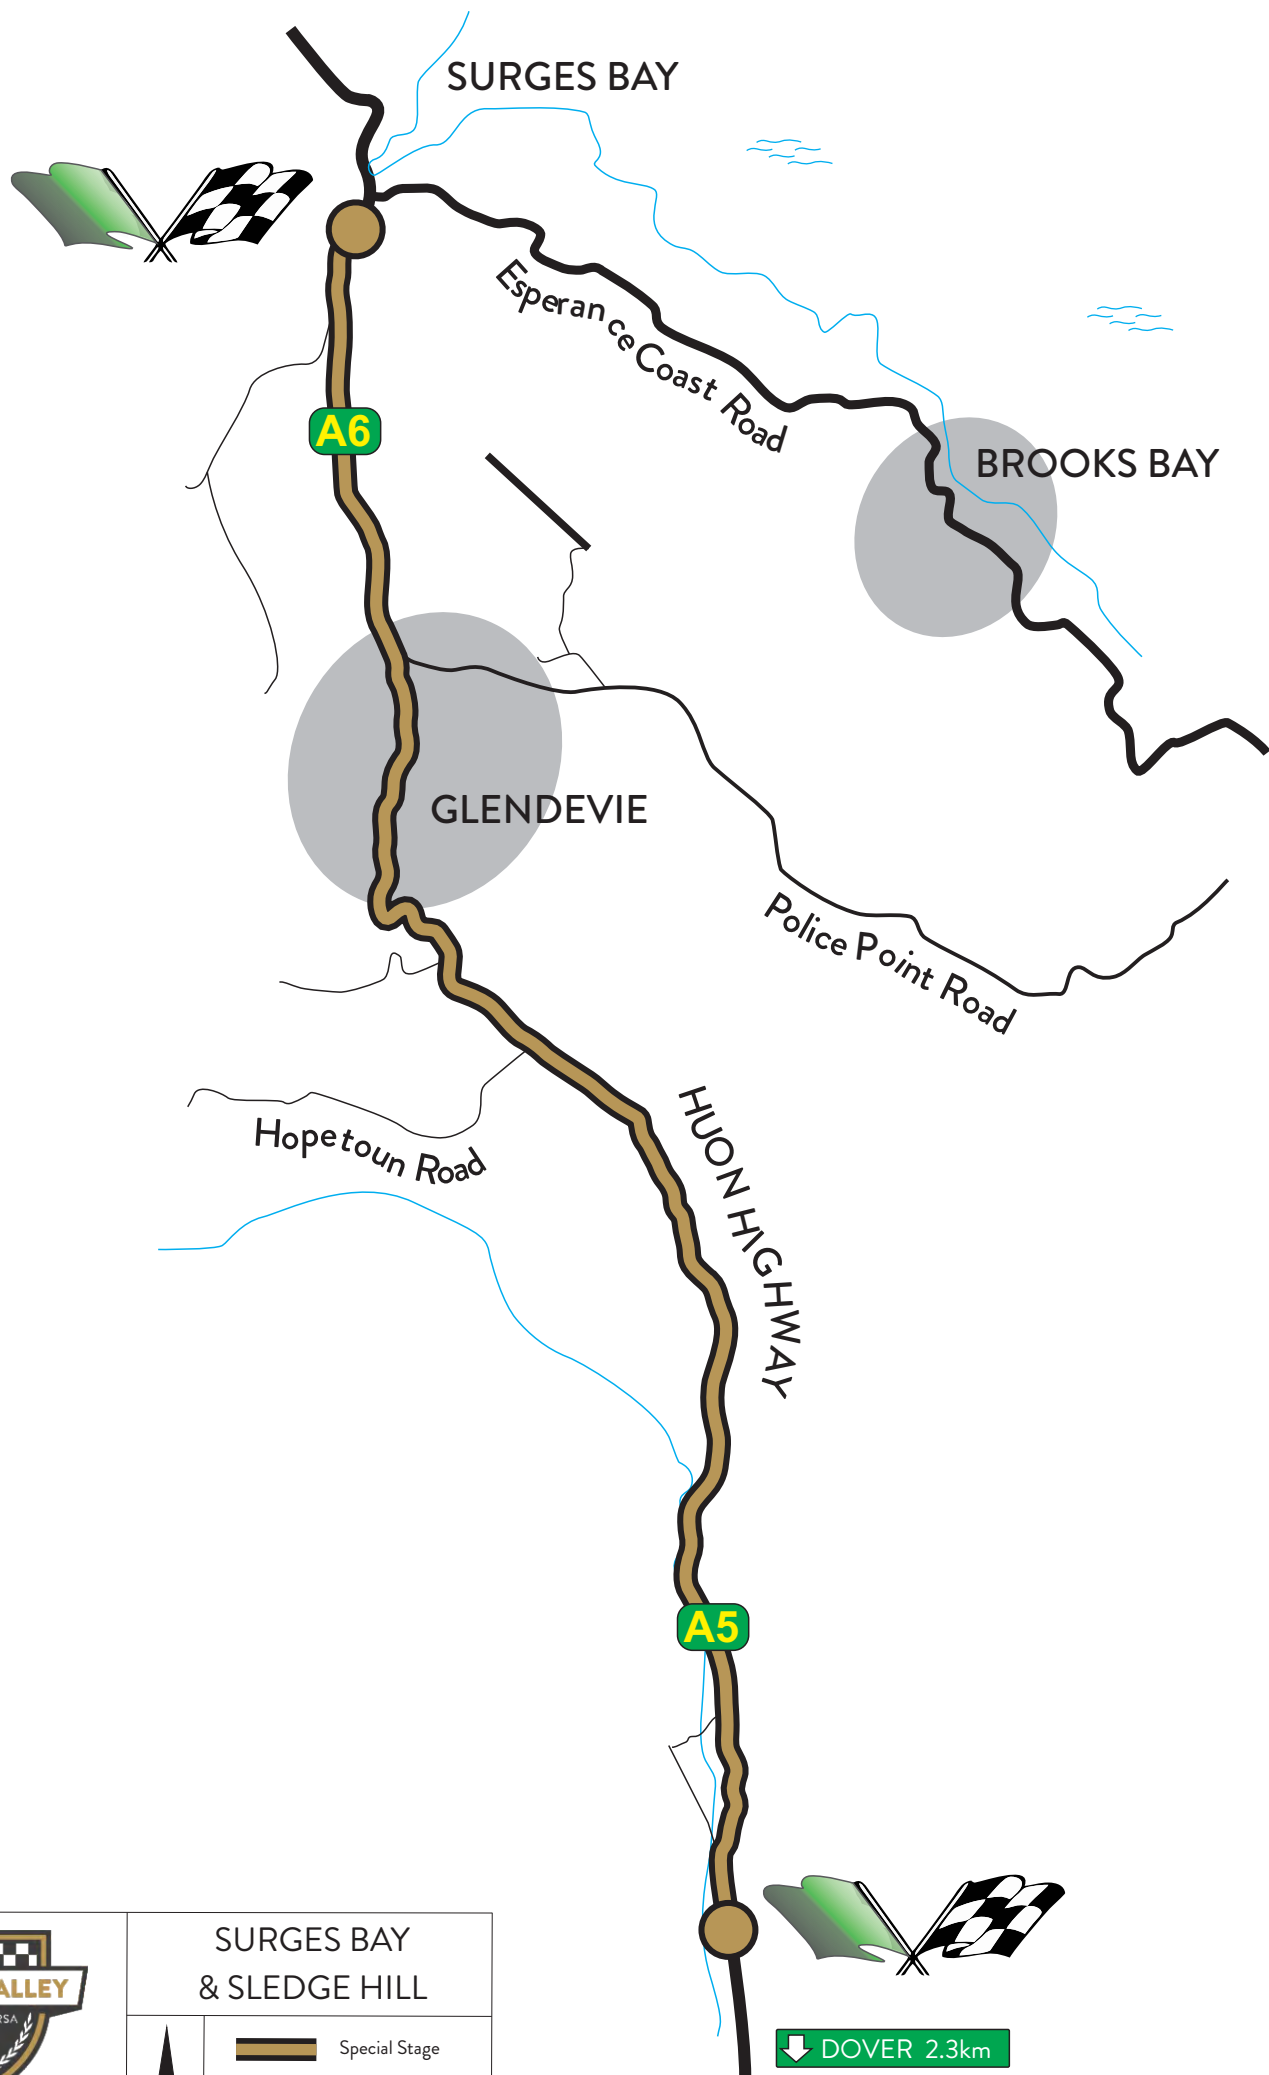 SURGES BAY
Esperance Coast Road
A6
BROOKS BAY
GLENDEVIE
Police Point Road
HUON HIGHWAY
Hopetoun Road
A5
SURGES BAY
& SLEDGE HILL
ALLEY
RSA
Special Stage
DOVER 2.3km